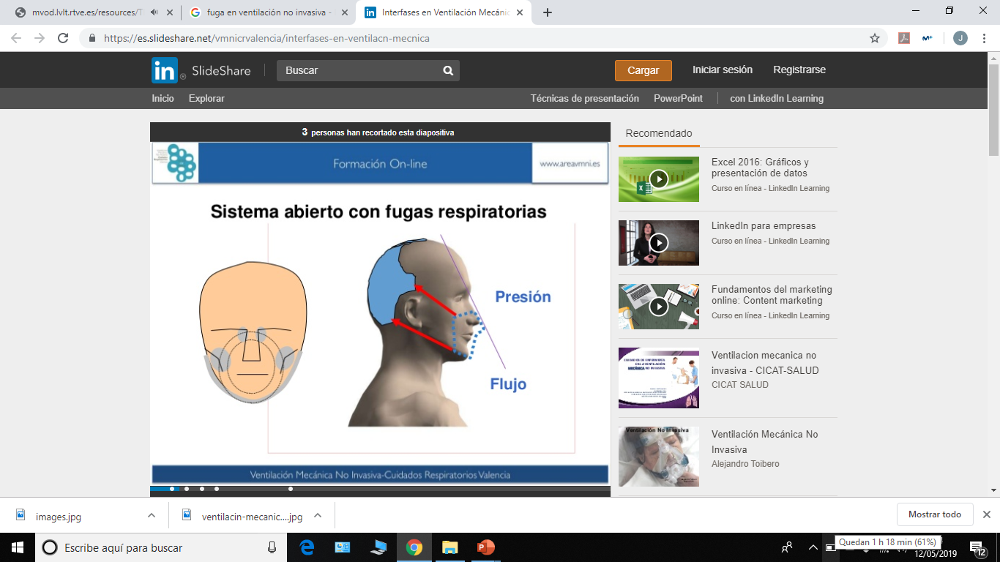 mvod.lvlt.rtve.es/resources/T
fuga en ventilación no invasiva -
Interfases en Ventilación Mecánic
https://es.slideshare.net/vmnicrvalencia/interfases-en-ventilacn-mecnica
J
in SlideShare
Buscar
Cargar
Iniciar sesión
Registrarse
Inicio
Explorar
Técnicas de presentación
PowerPoint
con LinkedIn Learning
3 personas han recortado esta diapositiva
Formación On-line
www.areavmni.es
Sistema abierto con fugas respiratorias
Presión
Flujo
Ventilación Mecánica No Invasiva-Cuidados Respiratorios Valencia
Recomendado
Excel 2016: Gráficos y
presentación de datos
Curso en línea - LinkedIn Learning
LinkedIn para empresas
Curso en línea - LinkedIn Learning
Fundamentos del marketing
online: Content marketing
Curso en línea - LinkedIn Learning
Ventilacion mecanica no
invasiva - CICAT-SALUD
CICAT SALUD
Ventilación No Invasiva
Ventilación Mecánica No
Invasiva
Alejandro Toibero
images.jpg
ventilacin-mecanic....jpg
Mostrar todo
Escribe aquí para buscar
Quedan 1 h 18 min (61%)
12/05/2019
12